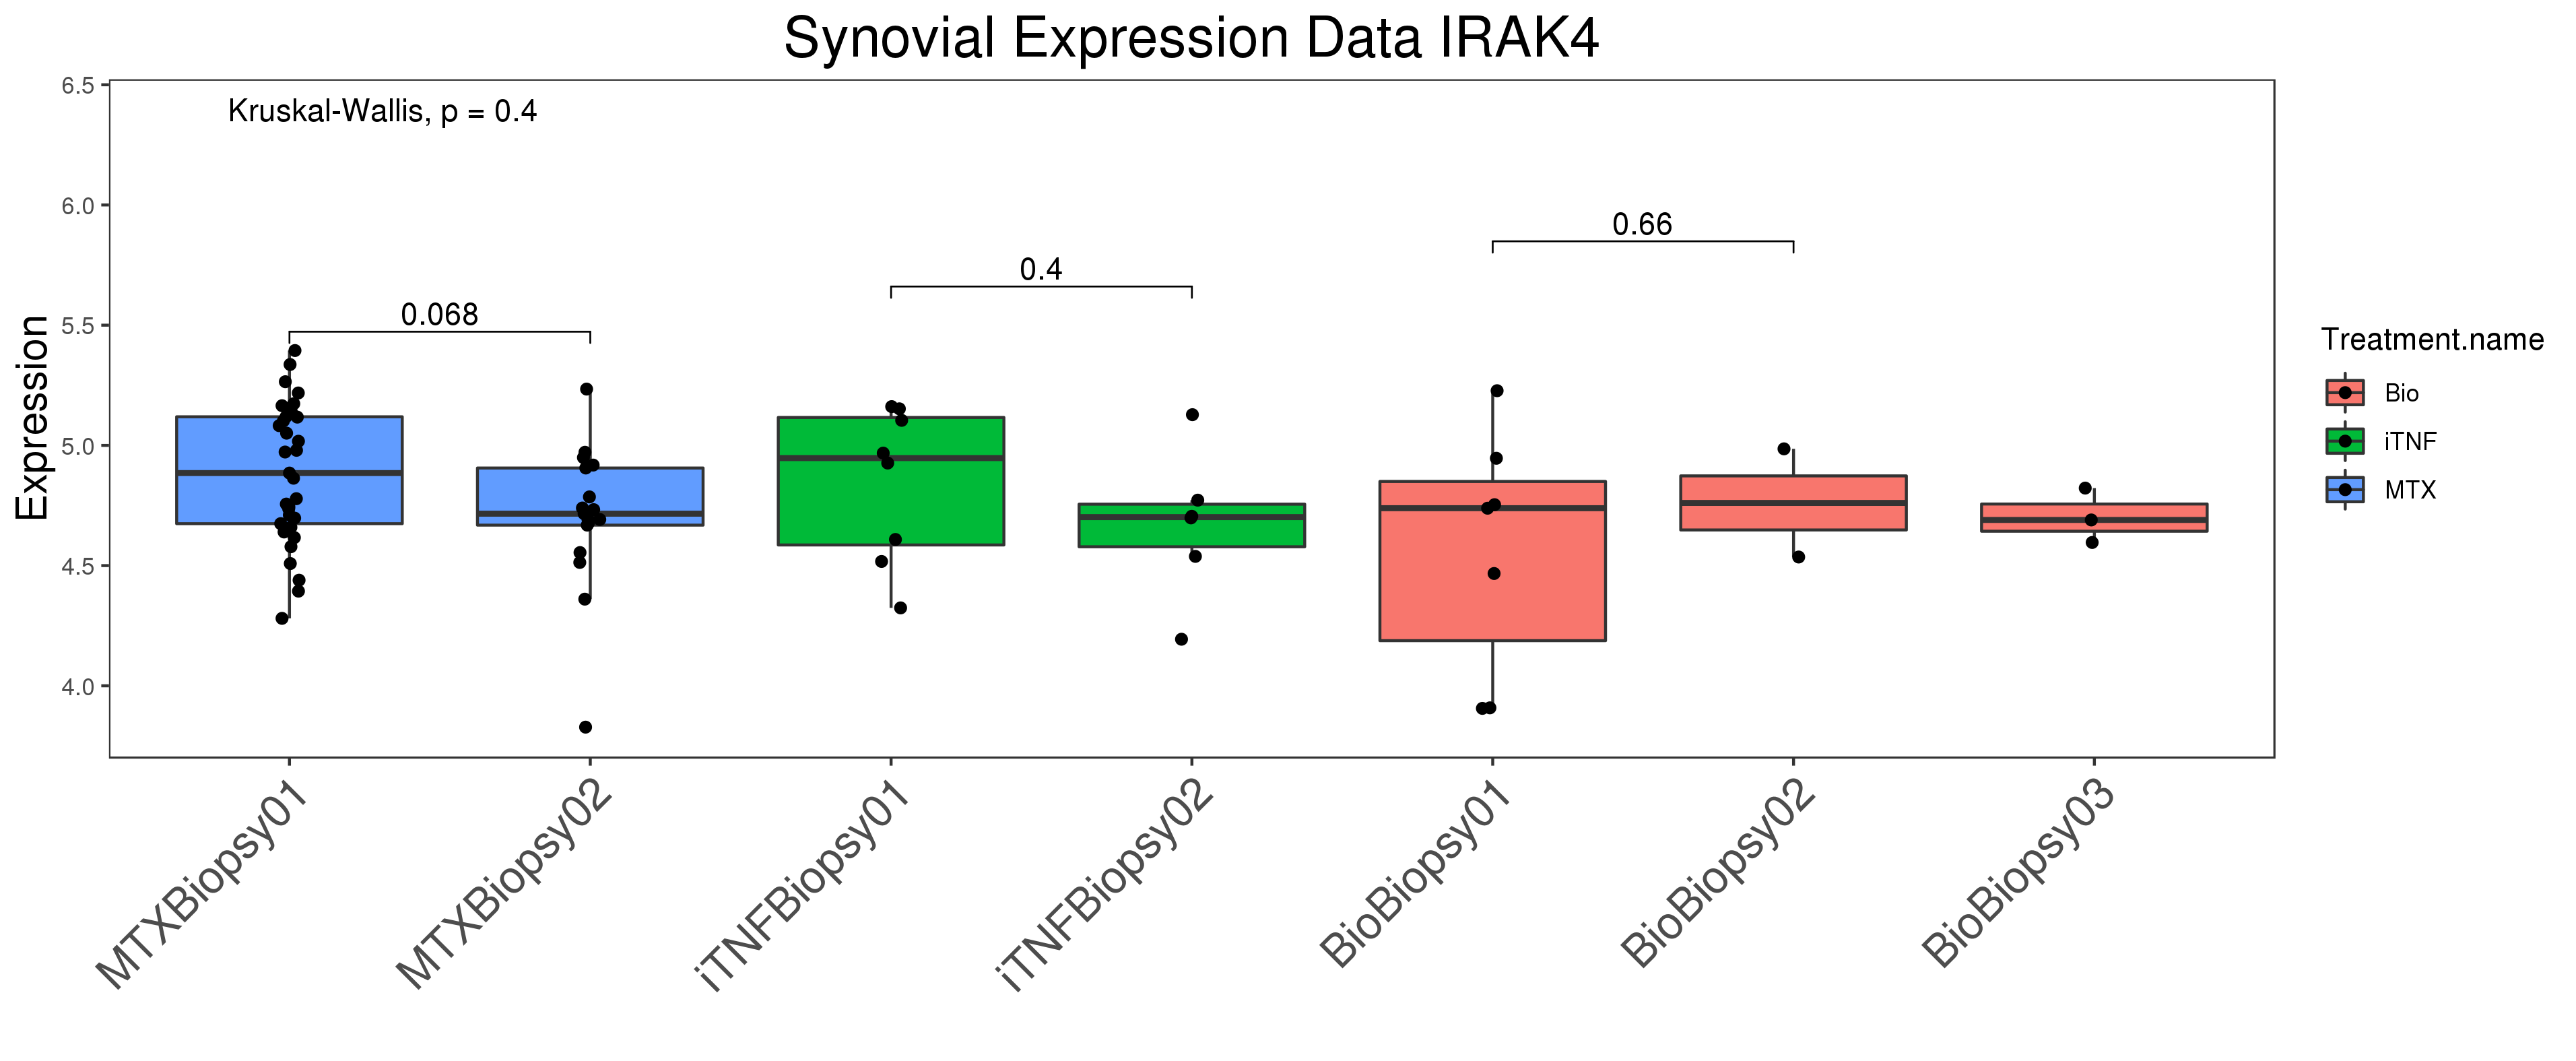 Synovial Expression Data IRAK4
Kruskal-Wallis, p = 0.4
Expression
6.5
6.0
5.5
5.0
4.5
4.0
0.068
0.4
0.66
MTXBiopsy01
MTXBiopsy02
iTNFBiopsy01
iTNFBiopsy02
BioBiopsy01
BioBiopsy02
BioBiopsy03
Treatment.name
Bio
iTNF
MTX